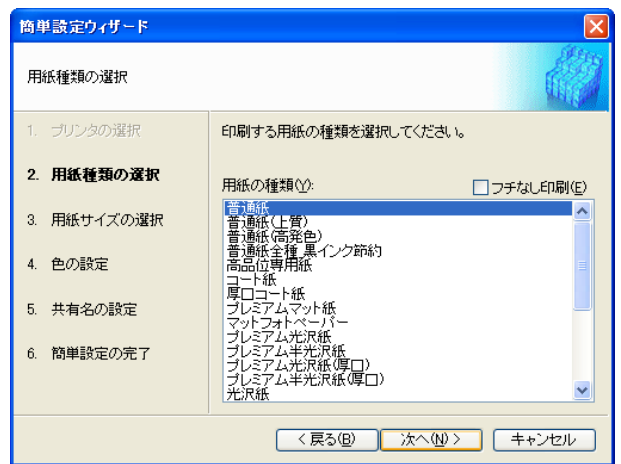 簡単設定ウィザード
用紙種類の選択
1. プリンタの選択
2. 用紙種類の選択
3. 用紙サイズの選択
4. 色の設定
5. 共有名の設定
6. 簡単設定の完了
印刷する用紙の種類を選択してください。
用紙の種類(Y):
フチなし印刷(E)
普通紙
普通紙(上質)
普通紙(高発色)
普通紙全種_黒インク節約
高品位専用紙
コート紙
厚口コート紙
プレミアムマット紙
マットフォトペーパー
プレミアム光沢紙
プレミアム半光沢紙
プレミアム光沢紙(厚口)
プレミアム半光沢紙(厚口)
光沢紙
< 戻る(B)
次へ(N) >
キャンセル